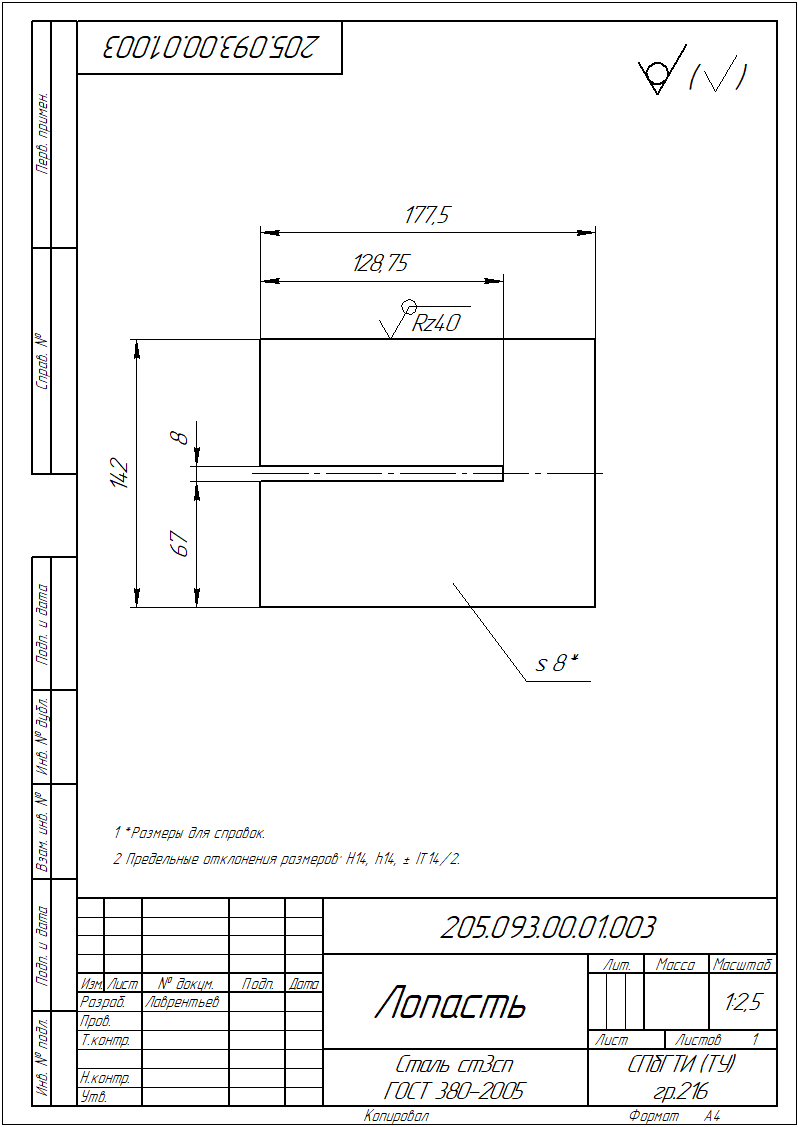 205.093.00.01.003
(√)
Перв. примен.
Справ. №
177,5
128,75
Rz40
142
8
67
s 8*
1 *Размеры для справок.
2 Предельные отклонения размеров: H14, h14, ± IT14/2.
Подп. и дата
Инв. № дубл.
Взам. инв. №
Подп. и дата
Инв. № подл.
205.093.00.01.003
Изм. Лист № докум. Подп. Дата
Разраб. Лаврентьев
Пров.
Т.контр.
Н.контр.
Утв.
Лопасть
Лит. Масса Масштаб
1:2,5
Лист Листов 1
Сталь ст3сп
ГОСТ 380-2005
СПбГТИ (ТУ)
гр.216
Копировал Формат А4